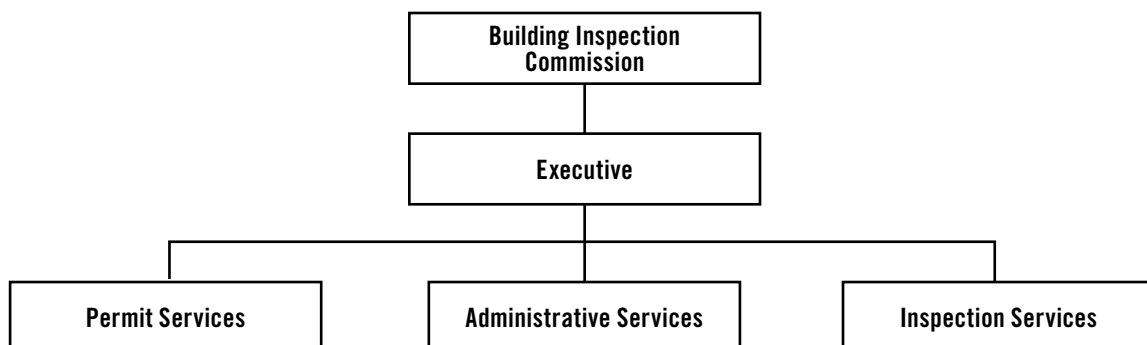 Building Inspection
Commission
Executive
Permit Services
Administrative Services
Inspection Services